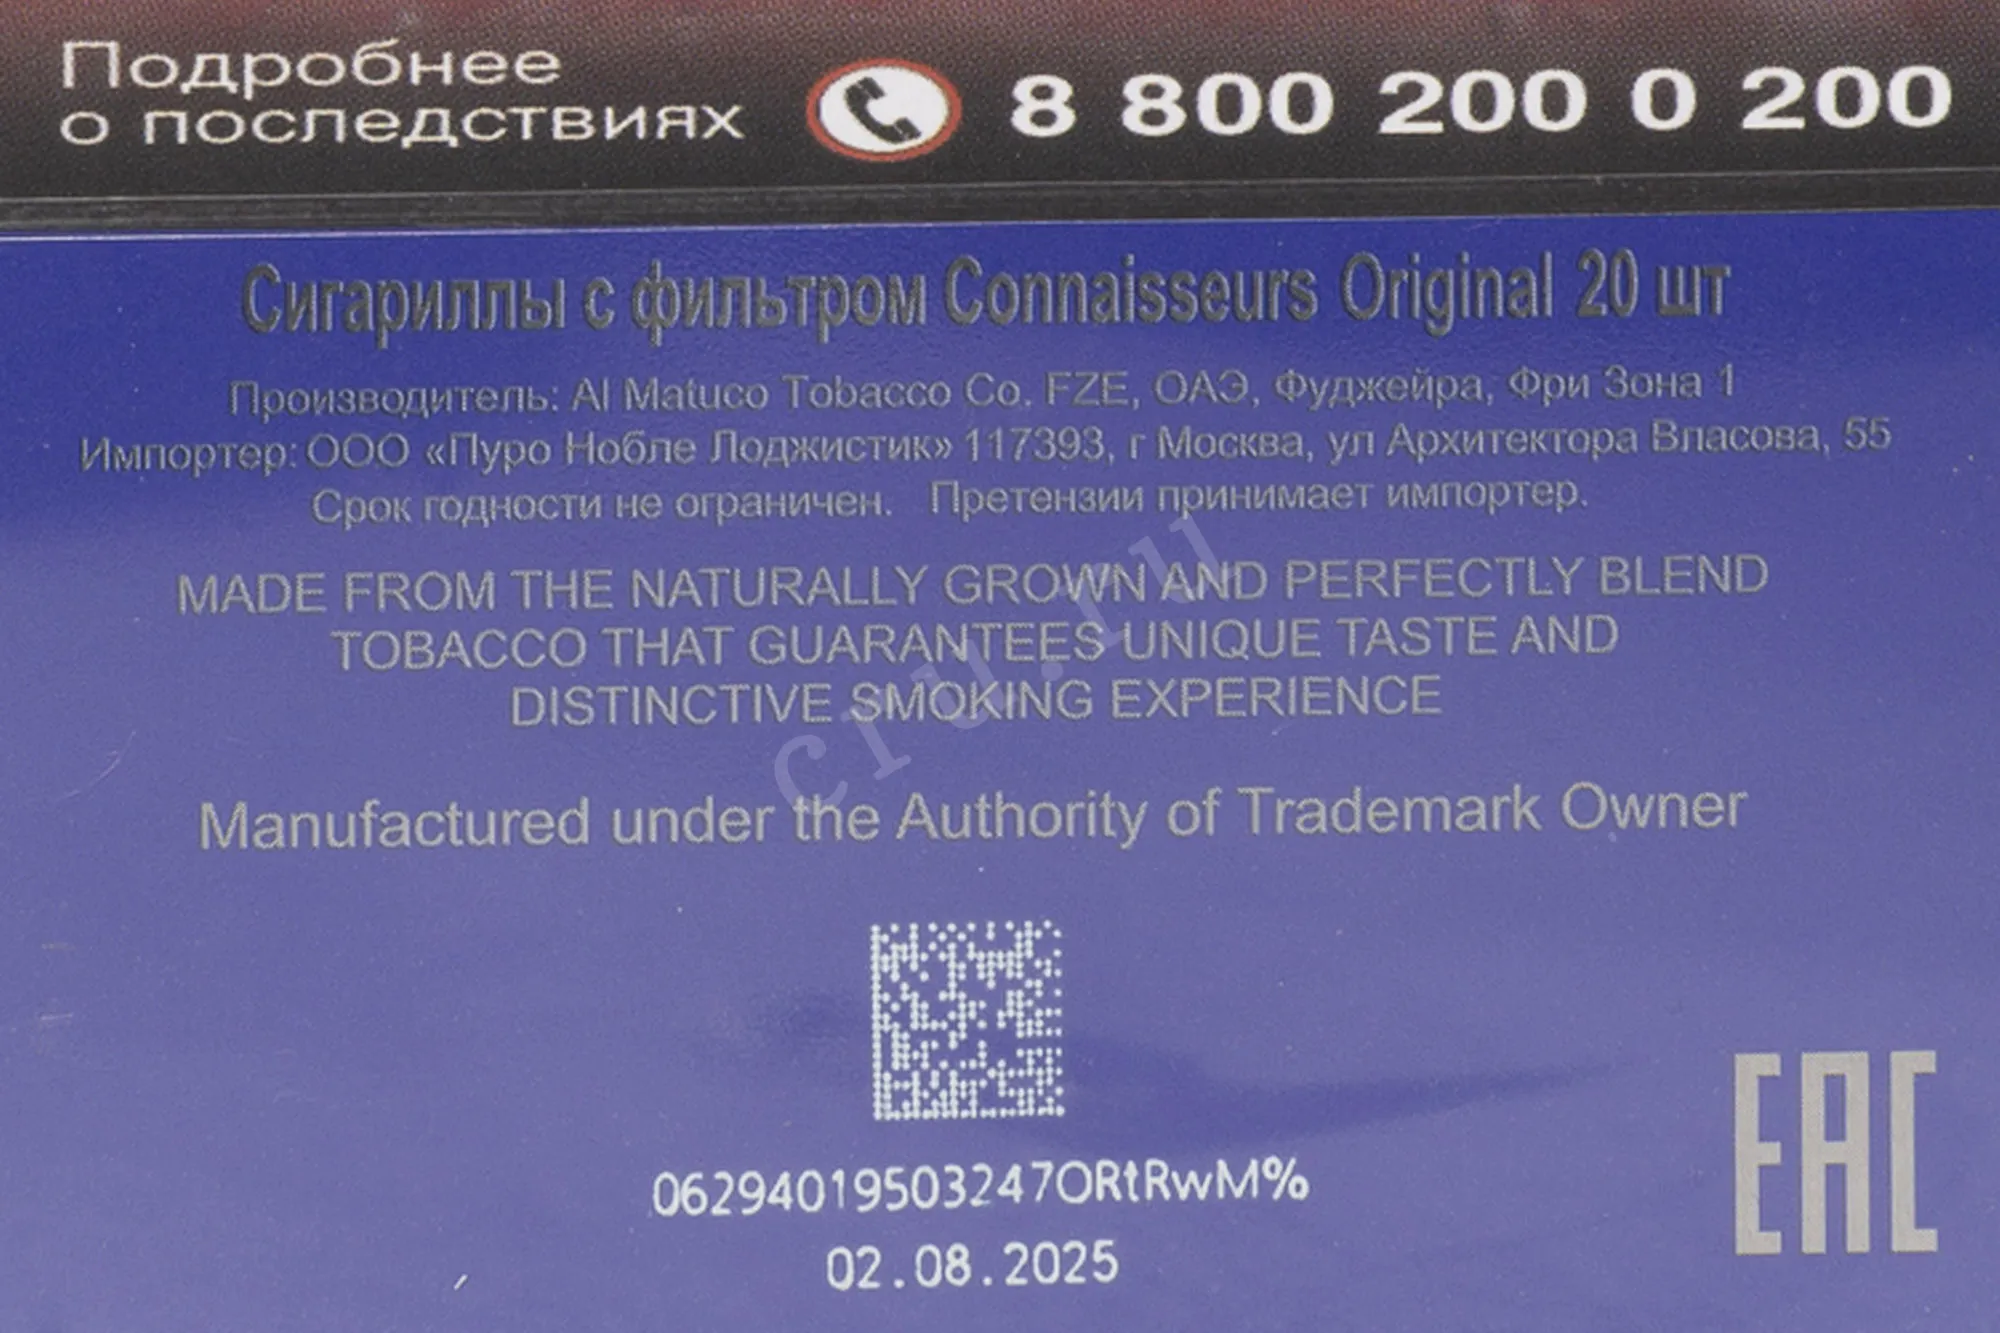 Подробнее
о последствиях
8 800 200 0 200
Сигариллы с фильтром Connaisseurs Original 20 шт
Производитель: Al Matuco Tobacco Co. FZE, ОАЭ, Фуджейра, Фри Зона 1
Импортер: ООО «Пуро Нобле Лоджистик» 117393, г Москва, ул Архитектора Власова, 55
Срок годности не ограничен. Претензии принимает импортер.
MADE FROM THE NATURALLY GROWN AND PERFECTLY BLEND
TOBACCO THAT GUARANTEES UNIQUE TASTE AND
DISTINCTIVE SMOKING EXPERIENCE
cru.ru
Manufactured under the Authority of Trademark Owner
06294019503247ORtRwM%
02.08.2025
EAC